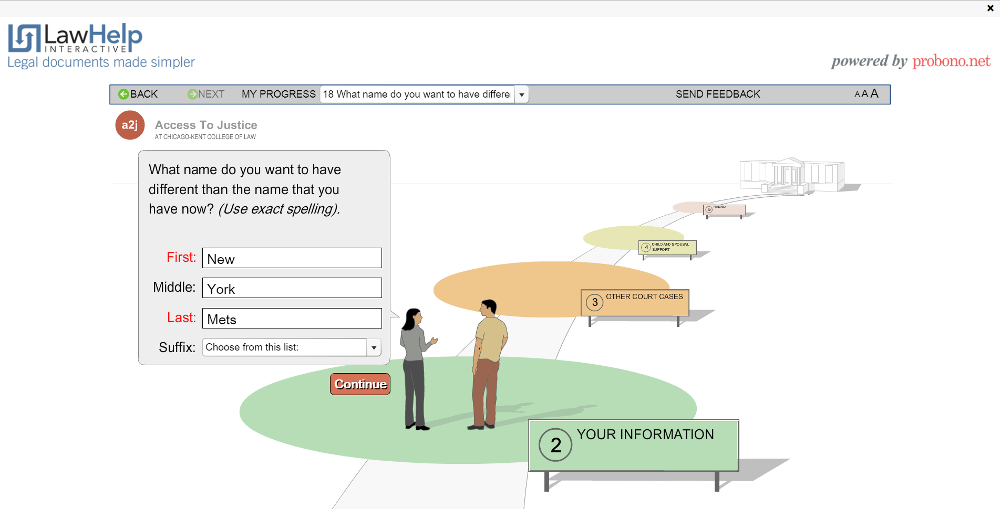 LawHelp
INTERACTIVE
Legal documents made simpler
powered by probono.net
BACK NEXT MY PROGRESS 18 What name do you want to have differe SEND FEEDBACK A A A
a2j Access To Justice
AT CHICAGO-KENT COLLEGE OF LAW
What name do you want to have
different than the name that you
have now? (Use exact spelling).
First: New
Middle: York
Last: Mets
Suffix: Choose from this list:
Continue
5 FINISHED
4 CHILD AND SPOUSAL
SUPPORT
3 OTHER COURT CASES
2 YOUR INFORMATION